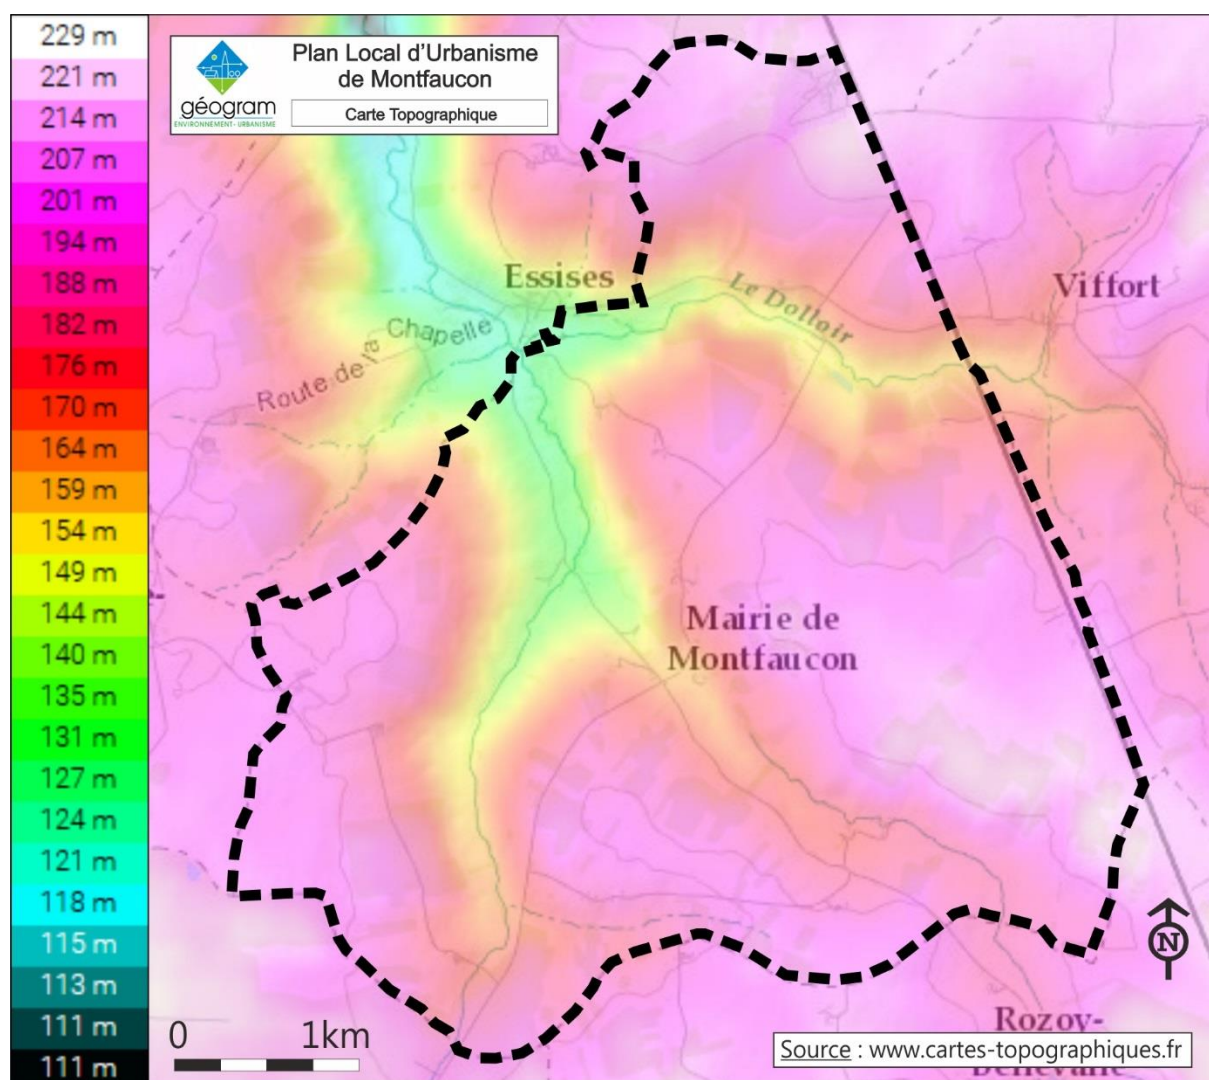 229 m
221 m
214 m
207 m
201 m
194 m
188 m
182 m
176 m
170 m
164 m
159 m
154 m
149 m
144 m
140 m
135 m
131 m
127 m
124 m
121 m
118 m
115 m
113 m
111 m
111 m
géogram
ENVIRONNEMENT - URBANISME
Plan Local d'Urbanisme
de Montfaucon
Carte Topographique
Essises
Le Dolloir
Viffort
Route de la Chapelle
Mairie de
Montfaucon
N
0 1km
Rozoy-
Bellevalle
Source : www.cartes-topographiques.fr